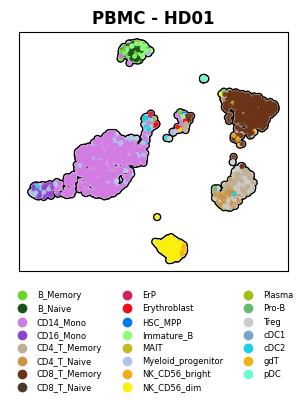 PBMC - HD01
B_Memory
B_Naive
CD14_Mono
CD16_Mono
CD4_T_Memory
CD4_T_Naive
CD8_T_Memory
CD8_T_Naive
ErP
Erythroblast
HSC_MPP
Immature_B
MAIT
Myeloid_progenitor
NK_CD56_bright
NK_CD56_dim
Plasma
Pro-B
Treg
cDC1
cDC2
gdT
pDC